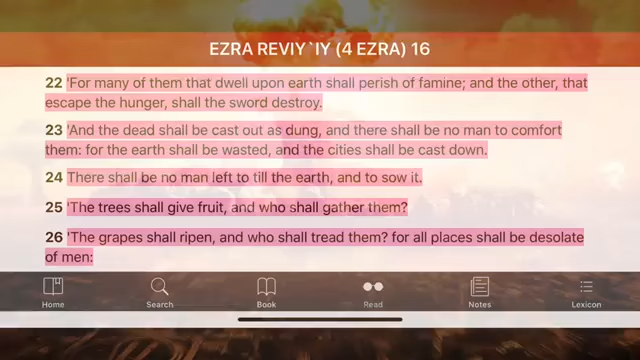 EZRA REVIY`IY (4 EZRA) 16
22 'For many of them that dwell upon earth shall perish of famine; and the other, that
escape the hunger, shall the sword destroy.
23 'And the dead shall be cast out as dung, and there shall be no man to comfort
them: for the earth shall be wasted, and the cities shall be cast down.
24 There shall be no man left to till the earth, and to sow it.
25 'The trees shall give fruit, and who shall gather them?
26 'The grapes shall ripen, and who shall tread them? for all places shall be desolate
of men:
Home Search Book Read Notes Lexicon